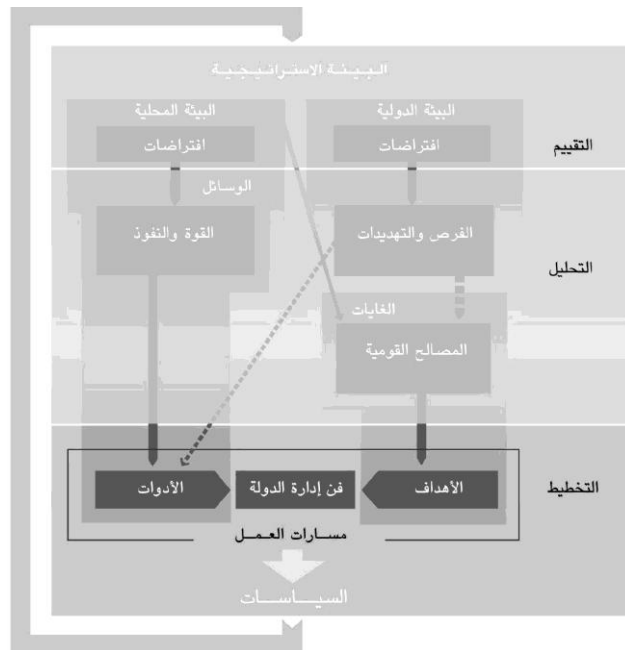 البيئة الاستراتيجية
البيئة الدولية
البيئة المحلية
افتراضات
افتراضات
التقييم
الوسائل
الفرص والتهديدات
القوة والنفوذ
التحليل
الغايات
المصالح القومية
التخطيط
الأهداف
فن إدارة الدولة
الأدوات
مسارات العمل
السياسات